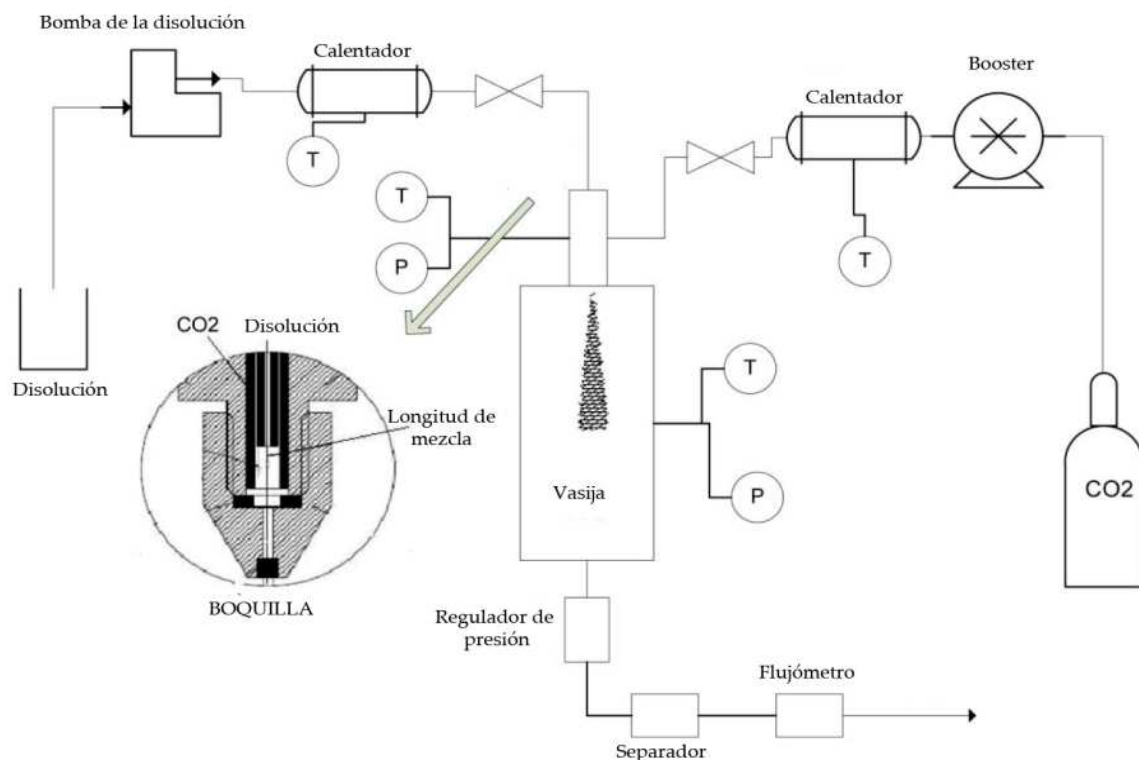 Bomba de la disolución
Calentador
T
Booster
Calentador
T
T
P
CO2
Disolución
Disolución
Longitud de
mezcla
BOQUILLA
Vasija
T
P
CO2
Regulador de
presión
Separador
Flujómetro